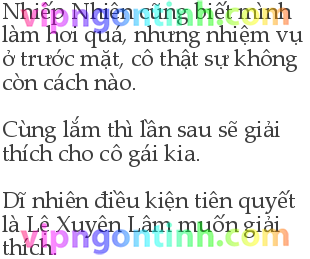 Nhiếp Nhiên cũng biết mình
làm hơi quá, nhưng nhiệm vụ
ở trước mặt, cô thật sự không
còn cách nào.
Cùng lắm thì lần sau sẽ giải
thích cho cô gái kia.
Dĩ nhiên điều kiện tiên quyết
là Lệ Xuyên Lâm muốn giải
thích.
vipngontinh.com
vipngontinh.com